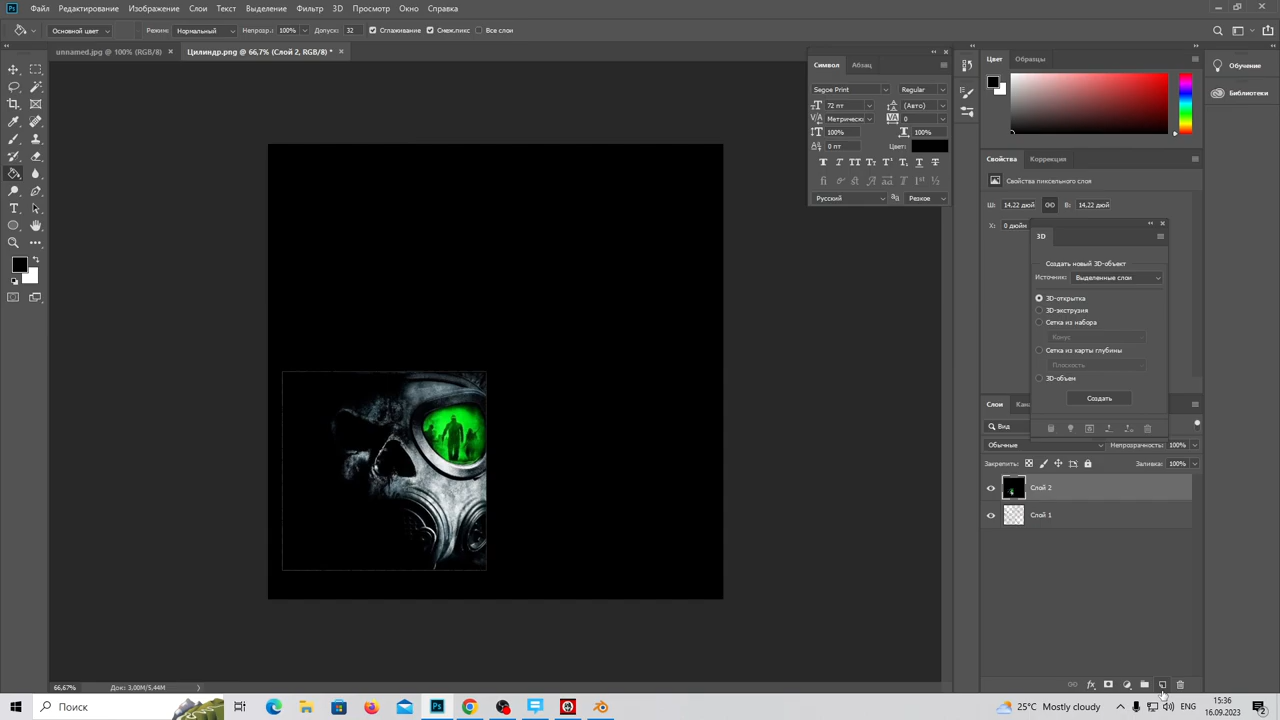 Файл Редактирование Изображение Слои Текст Выделение Фильтр 3D Просмотр Окно Справка
Основной цвет Режим: Нормальный Непрозр.: 100% Допуск: 32 Сглаживание Смеж.пикс Все слои
unnamed.jpg @ 100% (RGB/8) Цилиндр.png @ 66,7% (Слой 2, RGB/8) *
Символ Абзац
Segoe Print Regular
72 пт (Авто)
Метрическ 0
100% 100%
0 пт Цвет:
Русский аа Резкое
Цвет Образцы
Обучение
Библиотеки
Свойства Коррекция
Свойства пиксельного слоя
Ш: 14,22 дюй В: 14,22 дюй
X: 0 дюйм
3D
Создать новый 3D-объект
Источник: Выделенные слои
3D-открытка
3D-экструзия
Сетка из набора
Конус
Сетка из карты глубины
Плоскость
3D-объем
Создать
Слои Кан
Вид
Обычные Непрозрачность: 100%
Закрепить: Заливка: 100%
Слой 2
Слой 1
66,67% Док: 3,00M/5,44M
Поиск
25°C Mostly cloudy ENG
15:36
16.09.2023
2